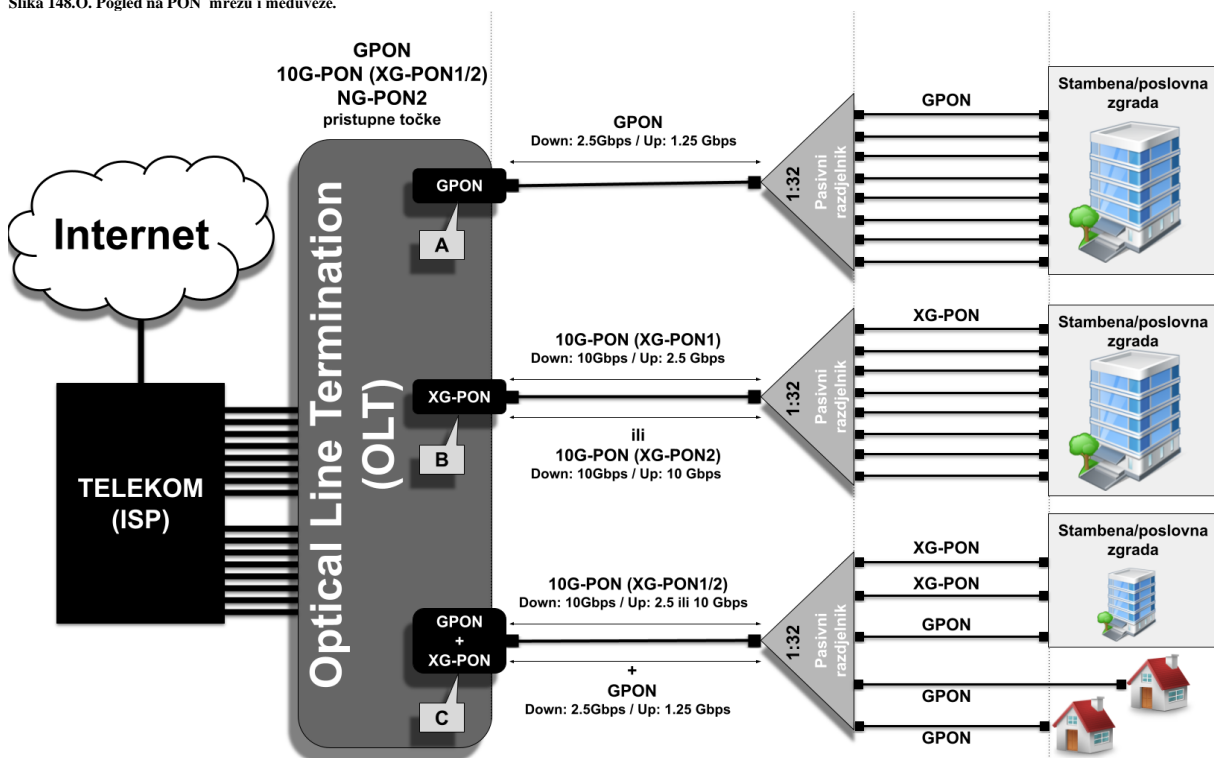 Slika 148.O. Pogled na PON mrežu i međuveze.
GPON
10G-PON (XG-PON1/2)
NG-PON2
pristupne točke
Internet
TELEKOM
(ISP)
Optical Line Termination
(OLT)
GPON
A
XG-PON
B
GPON
+
XG-PON
C
GPON
Down: 2.5Gbps / Up: 1.25 Gbps
1:32
Pasivni
razdjelnik
GPON
Stambena/poslovna
zgrada
10G-PON (XG-PON1)
Down: 10Gbps / Up: 2.5 Gbps
ili
10G-PON (XG-PON2)
Down: 10Gbps / Up: 10 Gbps
1:32
Pasivni
razdjelnik
XG-PON
Stambena/poslovna
zgrada
10G-PON (XG-PON1/2)
Down: 10Gbps / Up: 2.5 ili 10 Gbps
+
GPON
Down: 2.5Gbps / Up: 1.25 Gbps
1:32
Pasivni
razdjelnik
XG-PON
XG-PON
GPON
GPON
GPON
Stambena/poslovna
zgrada